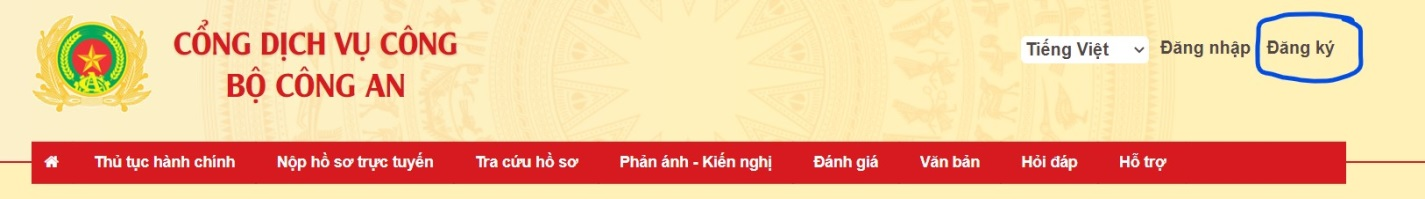 CỔNG DỊCH VỤ CÔNG
BỘ CÔNG AN
Tiếng Việt Đăng nhập Đăng ký
Thủ tục hành chính Nộp hồ sơ trực tuyến Tra cứu hồ sơ Phản ánh - Kiến nghị Đánh giá Văn bản Hỏi đáp Hỗ trợ